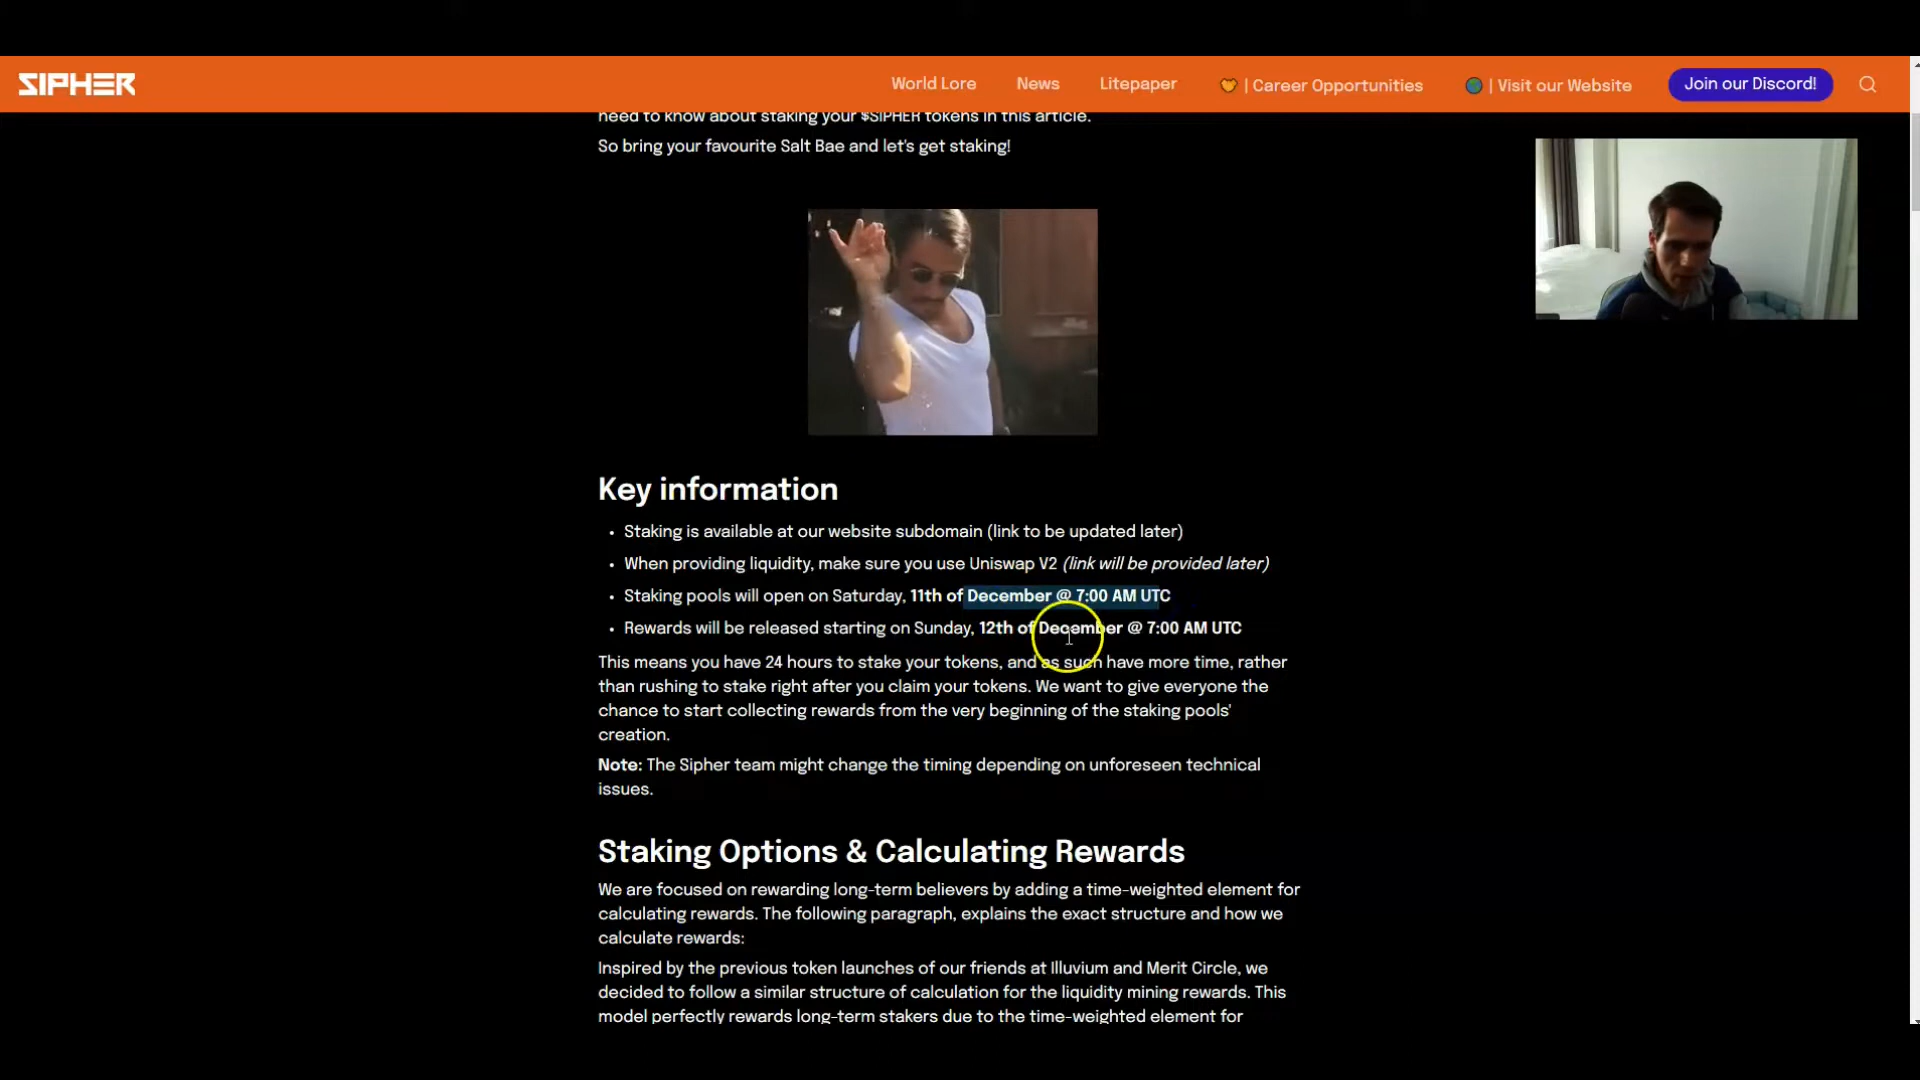 SIPHER
World Lore
News
Litepaper
| Career Opportunities
| Visit our Website
Join our Discord!
need to know about staking your $SIPHER tokens in this article.
So bring your favourite Salt Bae and let's get staking!
Key information
• Staking is available at our website subdomain (link to be updated later)
• When providing liquidity, make sure you use Uniswap V2 (link will be provided later)
• Staking pools will open on Saturday, 11th of December @ 7:00 AM UTC
• Rewards will be released starting on Sunday, 12th of December @ 7:00 AM UTC
This means you have 24 hours to stake your tokens, and as such have more time, rather
than rushing to stake right after you claim your tokens. We want to give everyone the
chance to start collecting rewards from the very beginning of the staking pools'
creation.
Note: The Sipher team might change the timing depending on unforeseen technical
issues.
Staking Options & Calculating Rewards
We are focused on rewarding long-term believers by adding a time-weighted element for
calculating rewards. The following paragraph, explains the exact structure and how we
calculate rewards:
Inspired by the previous token launches of our friends at Illuvium and Merit Circle, we
decided to follow a similar structure of calculation for the liquidity mining rewards. This
model perfectly rewards long-term stakers due to the time-weighted element for